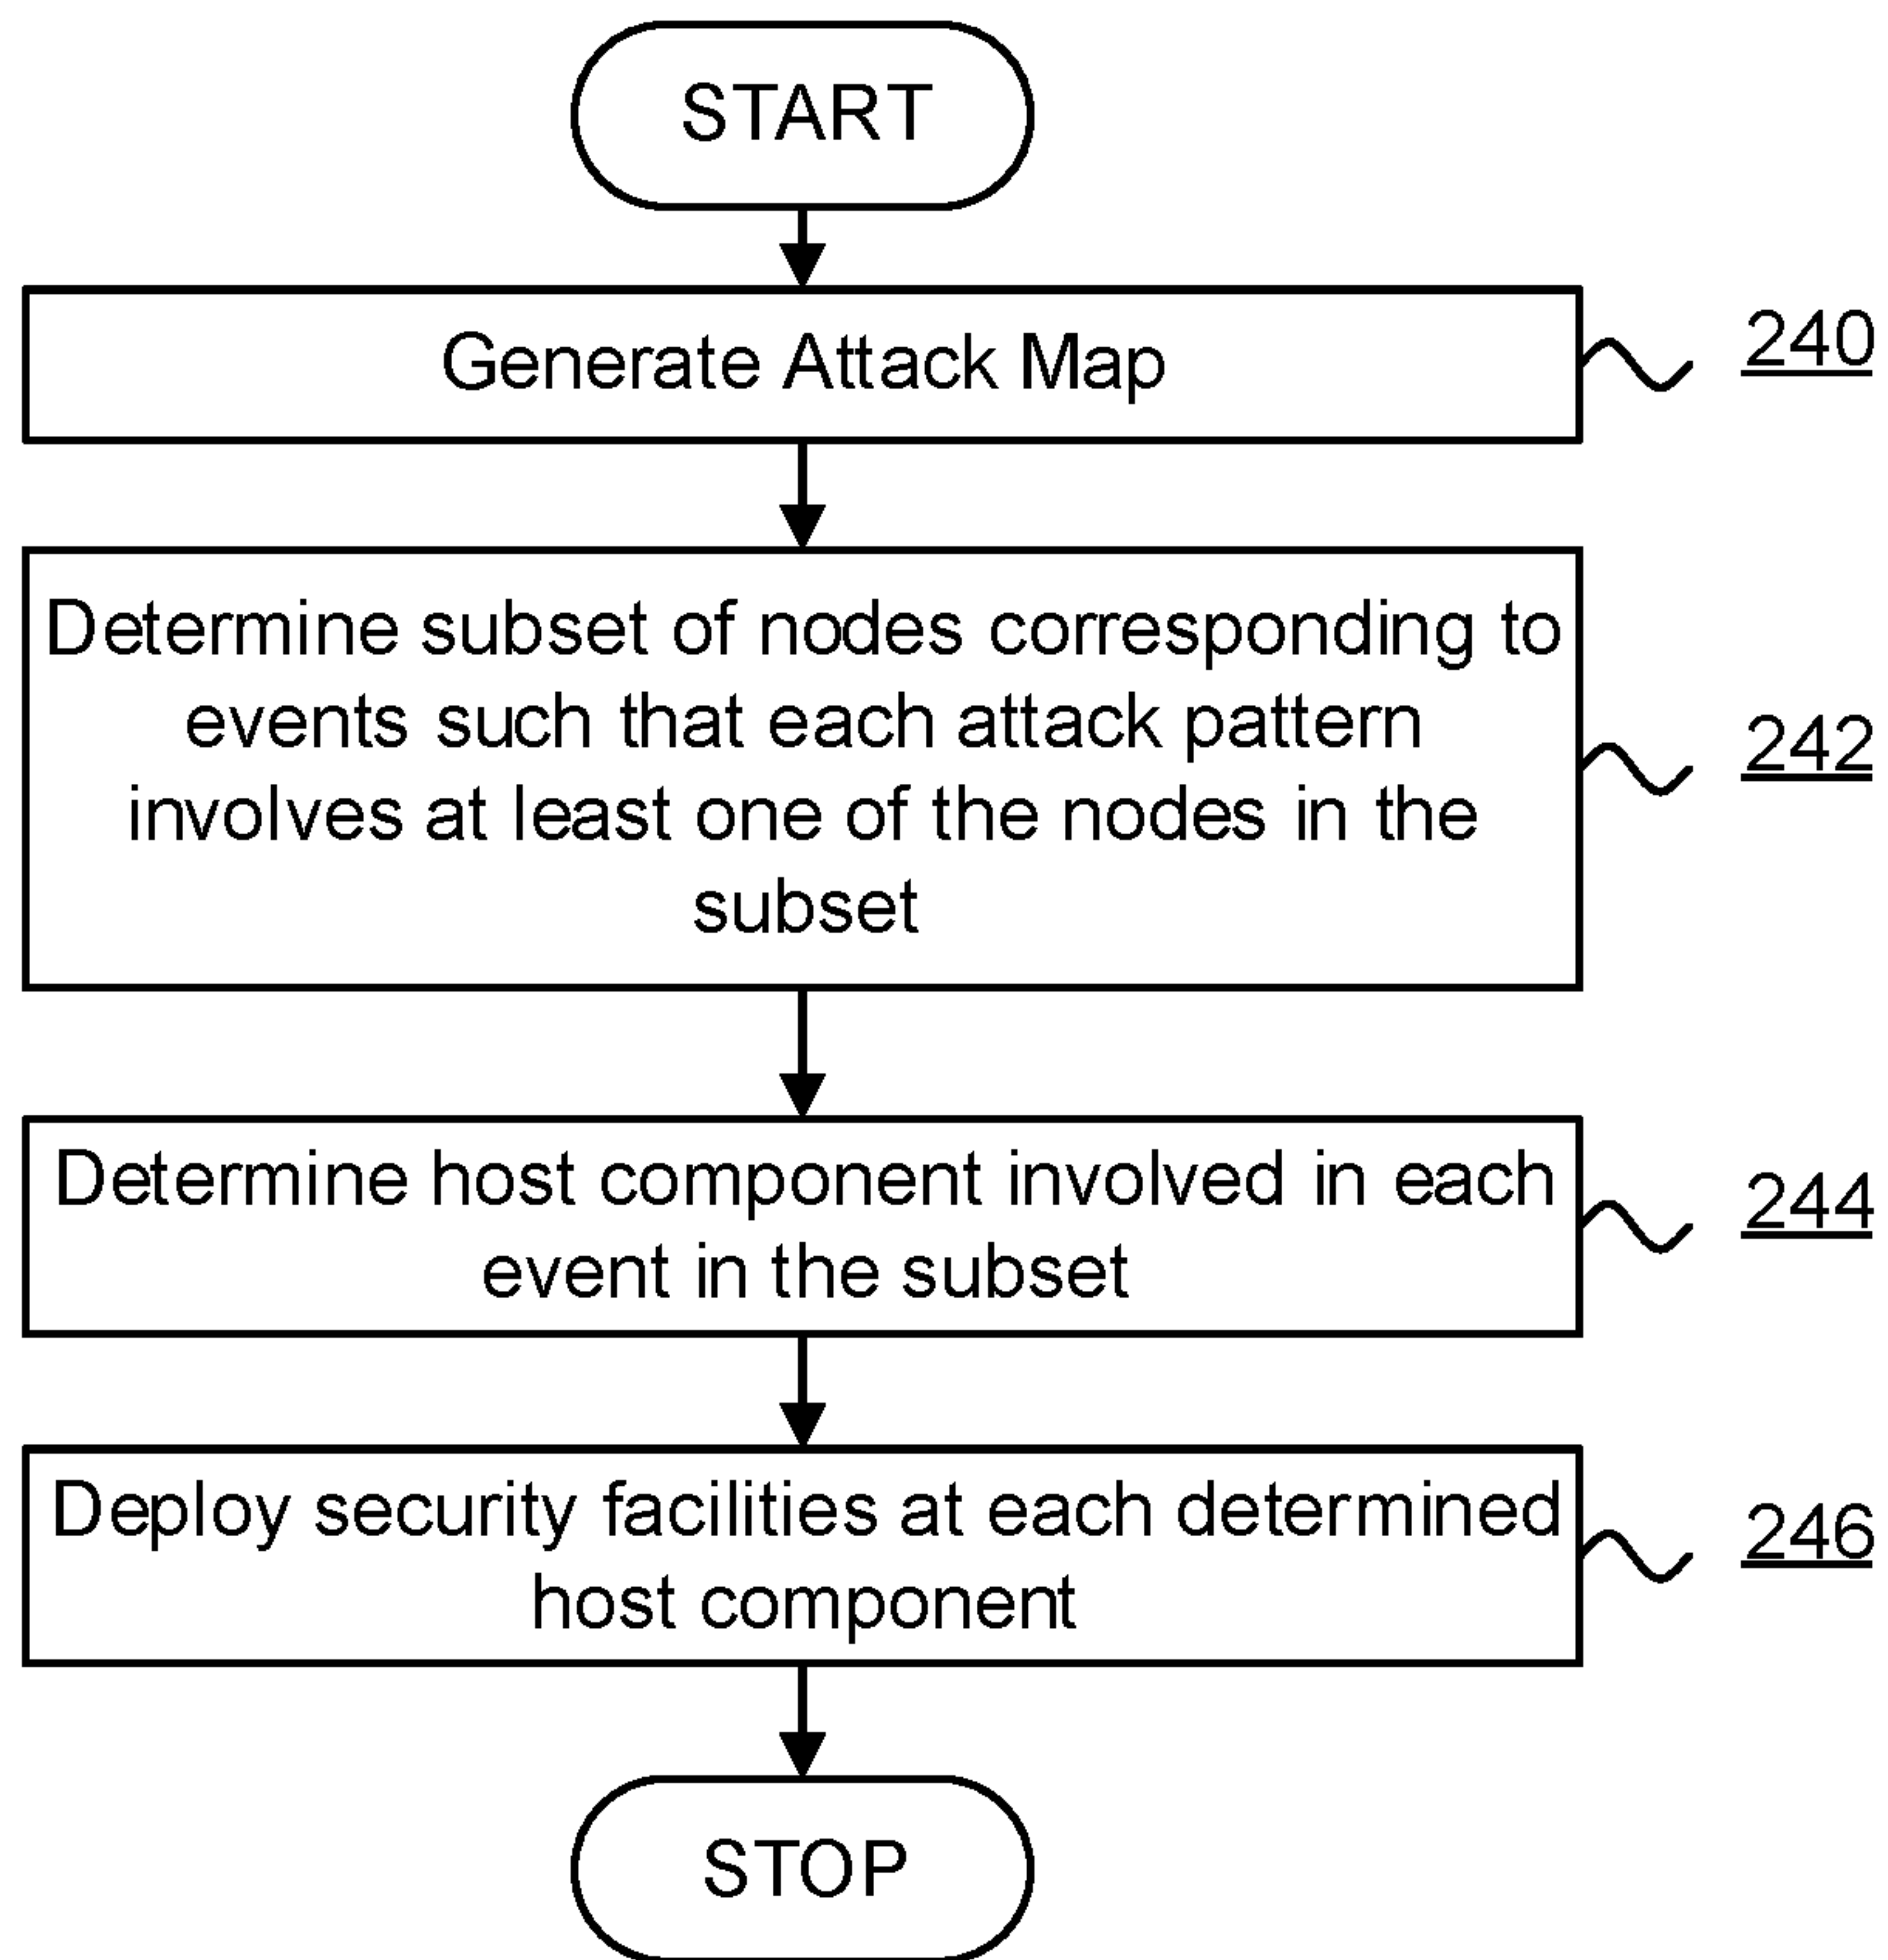 START
Generate Attack Map
240
Determine subset of nodes corresponding to
events such that each attack pattern
involves at least one of the nodes in the
subset
242
Determine host component involved in each
event in the subset
244
Deploy security facilities at each determined
host component
246
STOP